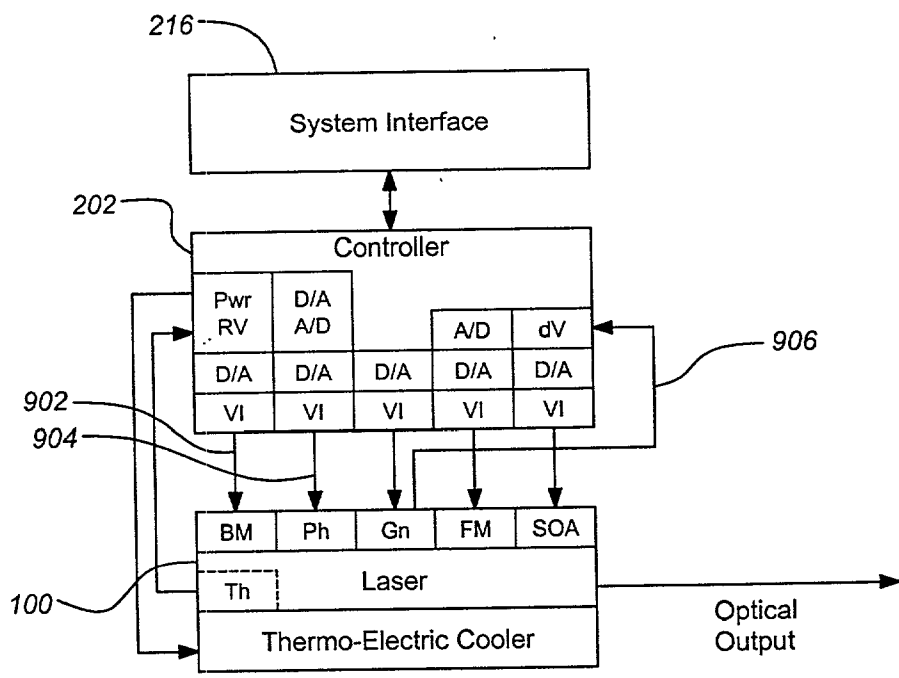 216
System Interface
202
Controller
Pwr D/A
RV A/D A/D dV
906
D/A D/A D/A D/A D/A
902
VI VI VI VI VI
904
BM Ph Gn FM SOA
Laser
100
Th
Optical
Output
Thermo-Electric Cooler